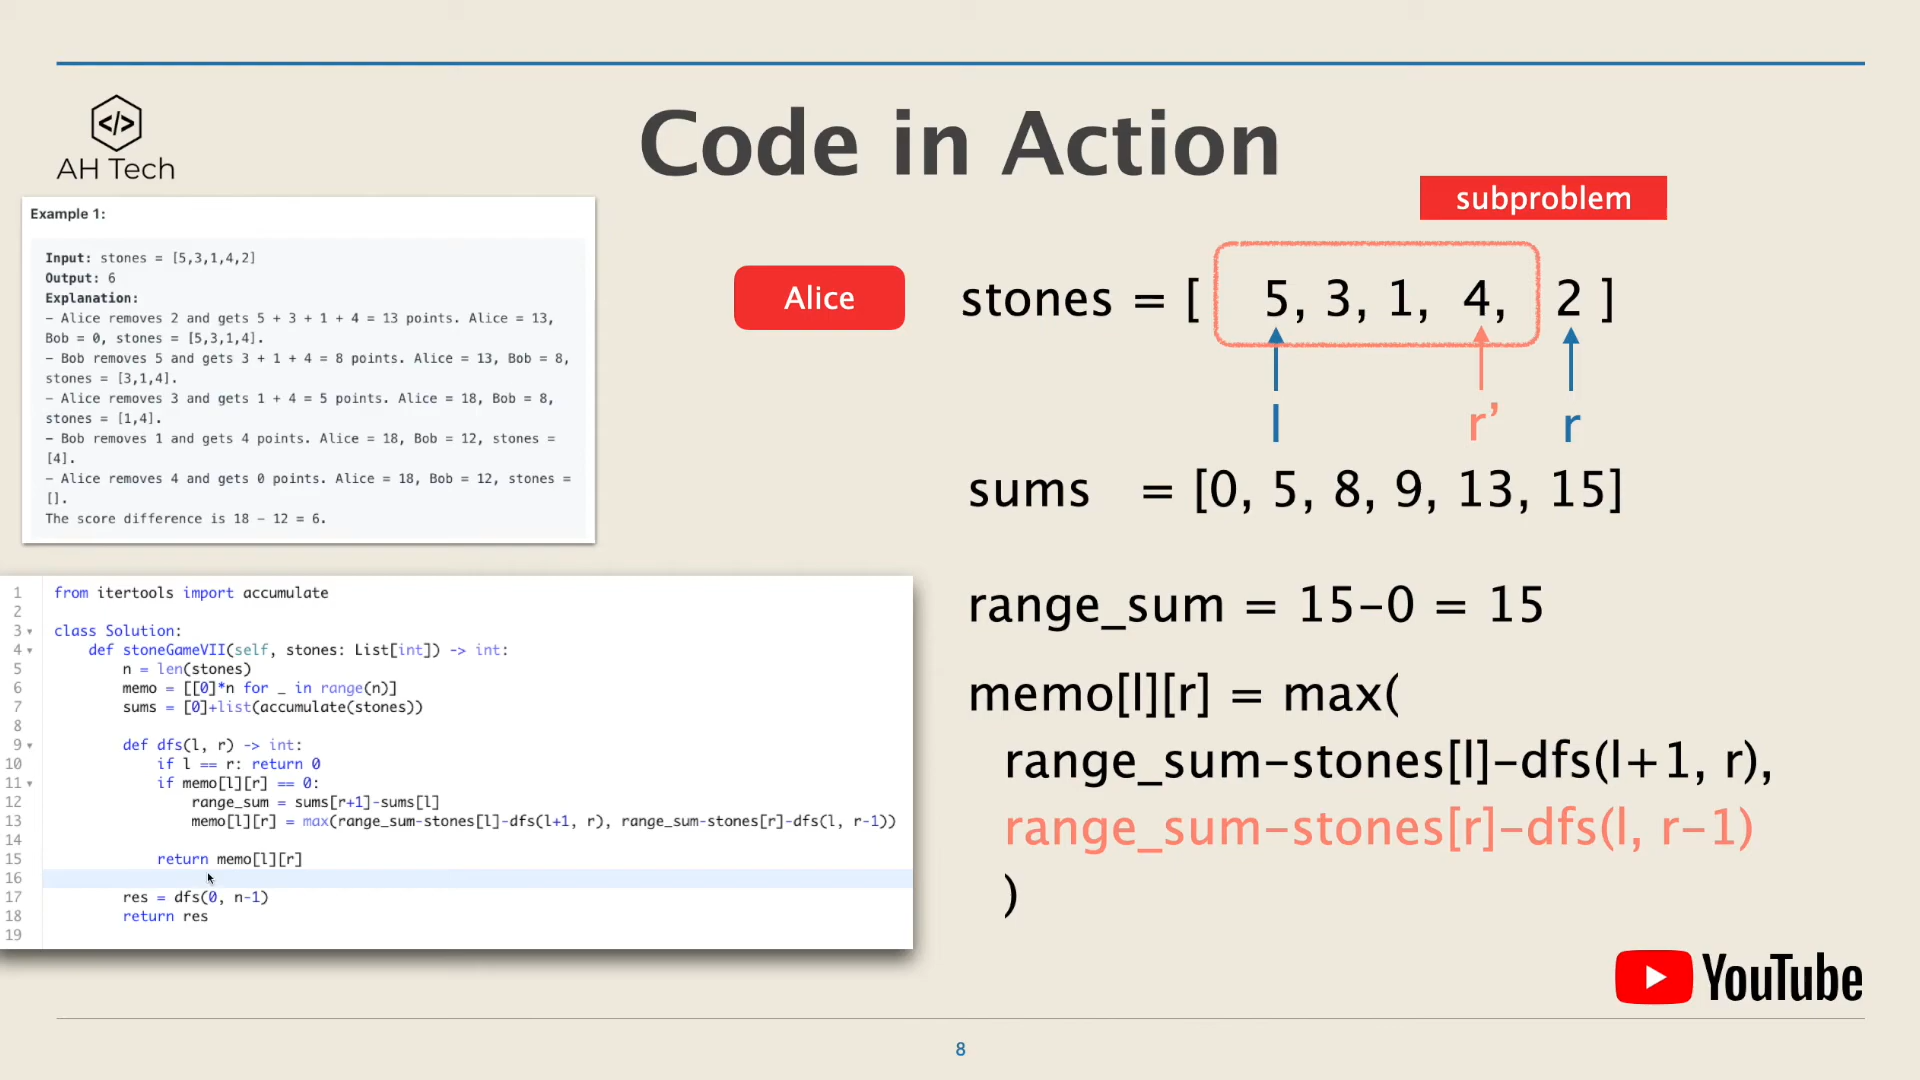 </>
AH Tech
Code in Action
Example 1:
Input: stones = [5,3,1,4,2]
Output: 6
Explanation:
- Alice removes 2 and gets 5 + 3 + 1 + 4 = 13 points. Alice = 13,
Bob = 0, stones = [5,3,1,4].
- Bob removes 5 and gets 3 + 1 + 4 = 8 points. Alice = 13, Bob = 8,
stones = [3,1,4].
- Alice removes 3 and gets 1 + 4 = 5 points. Alice = 18, Bob = 8,
stones = [1,4].
- Bob removes 1 and gets 4 points. Alice = 18, Bob = 12, stones =
[4].
- Alice removes 4 and gets 0 points. Alice = 18, Bob = 12, stones =
[].
The score difference is 18 - 12 = 6.
subproblem
Alice
stones = [ 5, 3, 1, 4, 2 ]
l r’ r
sums = [0, 5, 8, 9, 13, 15]
range_sum = 15-0 = 15
memo[l][r] = max(
range_sum-stones[l]-dfs(l+1, r),
range_sum-stones[r]-dfs(l, r-1)
)
1 from itertools import accumulate
2
3 class Solution:
4 def stoneGameVII(self, stones: List[int]) -> int:
5 n = len(stones)
6 memo = [[0]*n for _ in range(n)]
7 sums = [0]+list(accumulate(stones))
8
9 def dfs(l, r) -> int:
10 if l == r: return 0
11 if memo[l][r] == 0:
12 range_sum = sums[r+1]-sums[l]
13 memo[l][r] = max(range_sum-stones[l]-dfs(l+1, r), range_sum-stones[r]-dfs(l, r-1))
14
15 return memo[l][r]
16
17 res = dfs(0, n-1)
18 return res
19
YouTube
8